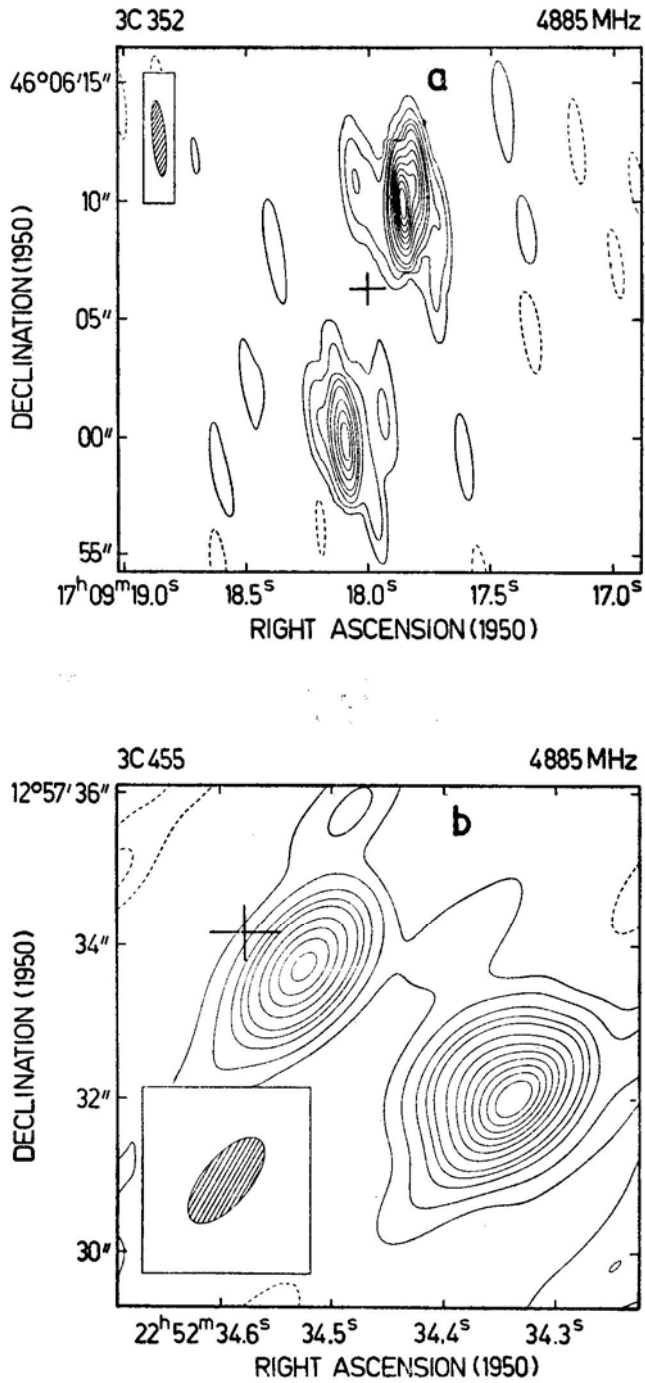 3C 352 4885 MHz
a
46°06′15″
10″
05″
00″
55″
DECLINATION (1950)
17ʰ09ᵐ19.0ˢ 18.5ˢ 18.0ˢ 17.5ˢ 17.0ˢ
RIGHT ASCENSION (1950)
3C 455 4885 MHz
b
12°57′36″
34″
32″
30″
DECLINATION (1950)
22ʰ52ᵐ34.6ˢ 34.5ˢ 34.4ˢ 34.3ˢ
RIGHT ASCENSION (1950)